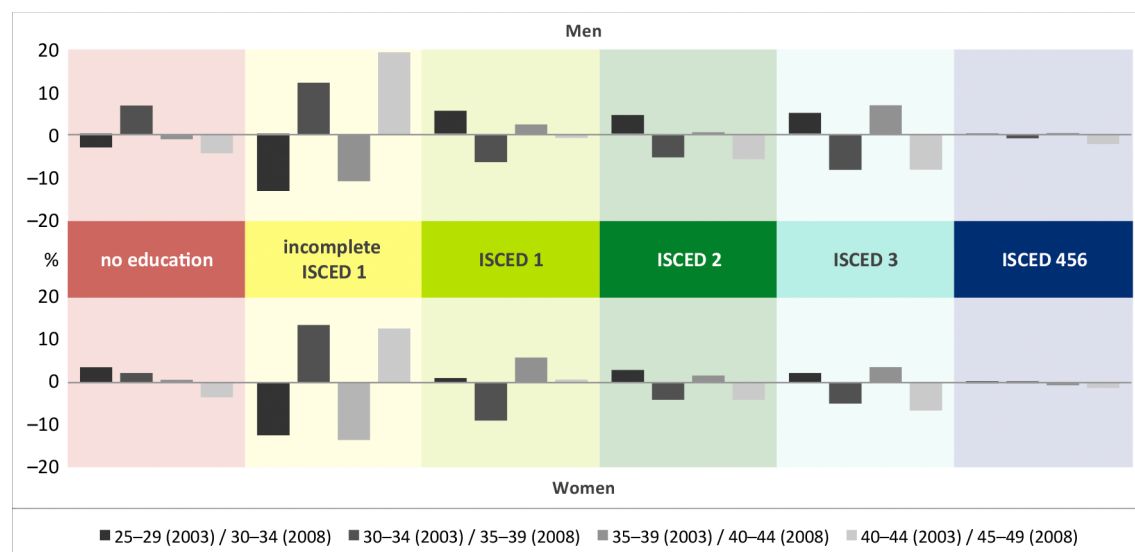 Men
20
10
0
–10
–20
%
no education
incomplete
ISCED 1
ISCED 1
ISCED 2
ISCED 3
ISCED 456
20
10
0
–10
–20
Women
25–29 (2003) / 30–34 (2008) 30–34 (2003) / 35–39 (2008) 35–39 (2003) / 40–44 (2008) 40–44 (2003) / 45–49 (2008)